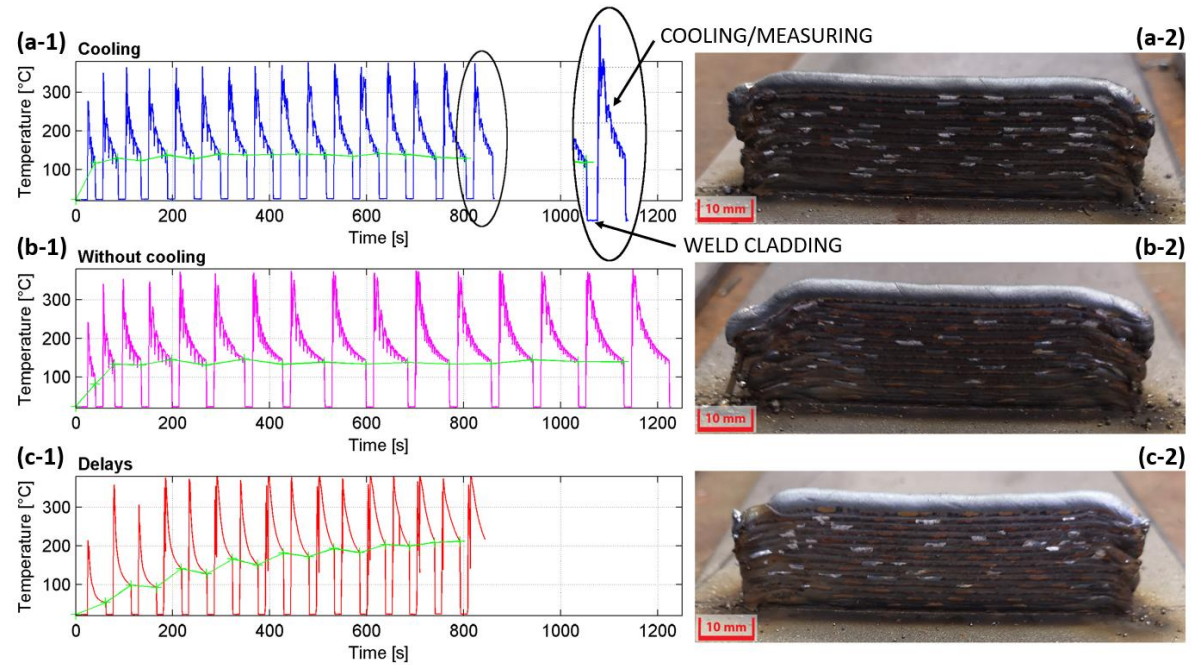 (a-1) Cooling
Temperature [°C]
300
200
100
0 200 400 600 800 1000 1200
Time [s]
COOLING/MEASURING
WELD CLADDING
(a-2)
10 mm
(b-1) Without cooling
Temperature [°C]
300
200
100
0 200 400 600 800 1000 1200
Time [s]
(b-2)
10 mm
(c-1) Delays
Temperature [°C]
300
200
100
0
0 200 400 600 800 1000 1200
Time [s]
(c-2)
10 mm